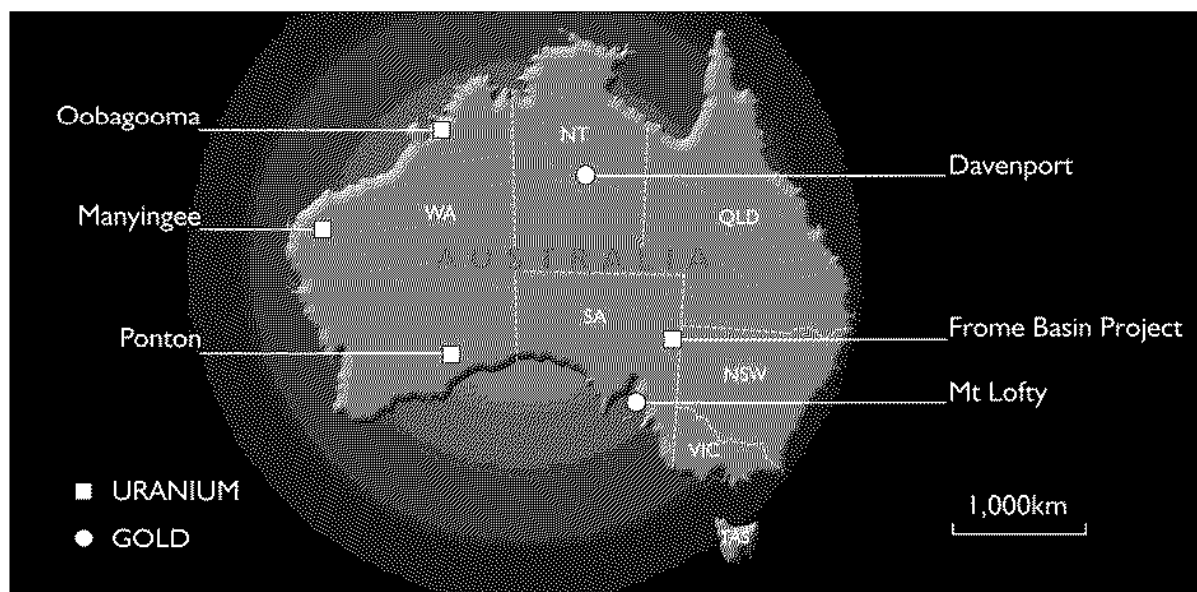 Oobagooma
NT
Davenport
Manyingee
WA
QLD
AUSTRALIA
Ponton
SA
Frome Basin Project
NSW
Mt Lofty
VIC
URANIUM
GOLD
1,000km
TAS